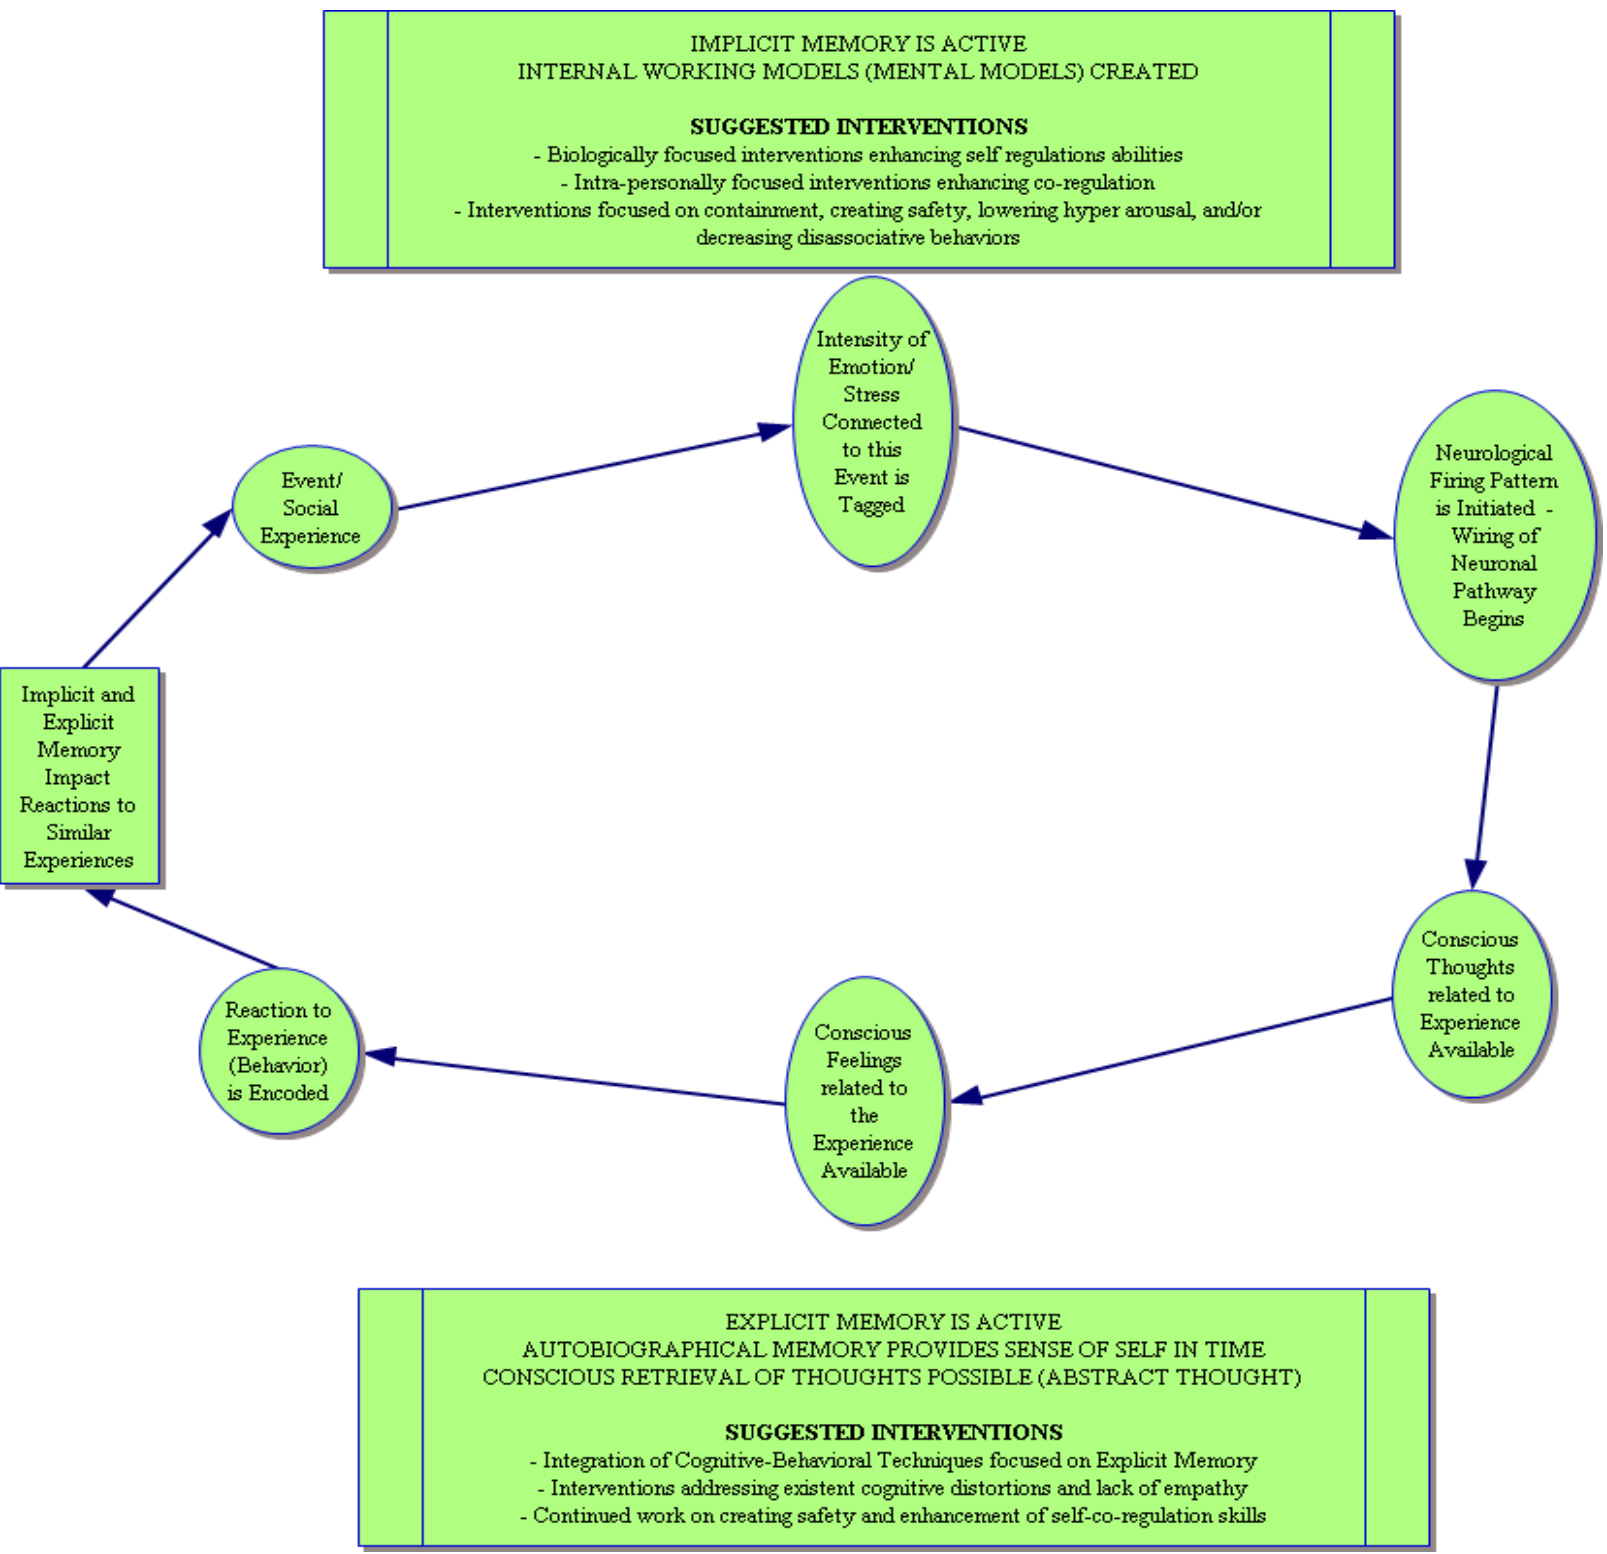 IMPLICIT MEMORY IS ACTIVE
INTERNAL WORKING MODELS (MENTAL MODELS) CREATED
SUGGESTED INTERVENTIONS
- Biologically focused interventions enhancing self regulations abilities
- Intra-personally focused interventions enhancing co-regulation
- Interventions focused on containment, creating safety, lowering hyper arousal, and/or
decreasing disassociative behaviors
Event/
Social
Experience
Intensity of
Emotion/
Stress
Connected
to this
Event is
Tagged
Neurological
Firing Pattern
is Initiated -
Wiring of
Neuronal
Pathway
Begins
Conscious
Thoughts
related to
Experience
Available
Conscious
Feelings
related to
the
Experience
Available
Reaction to
Experience
(Behavior)
is Encoded
Implicit and
Explicit
Memory
Impact
Reactions to
Similar
Experiences
EXPLICIT MEMORY IS ACTIVE
AUTOBIOGRAPHICAL MEMORY PROVIDES SENSE OF SELF IN TIME
CONSCIOUS RETRIEVAL OF THOUGHTS POSSIBLE (ABSTRACT THOUGHT)
SUGGESTED INTERVENTIONS
- Integration of Cognitive-Behavioral Techniques focused on Explicit Memory
- Interventions addressing existent cognitive distortions and lack of empathy
- Continued work on creating safety and enhancement of self-co-regulation skills